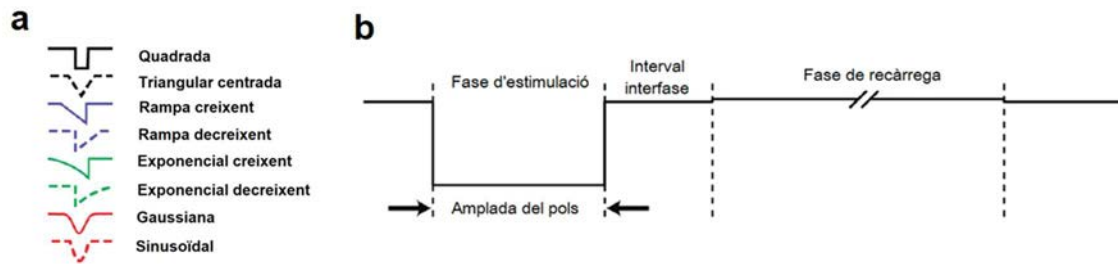 a
Quadrada
Triangular centrada
Rampa creixent
Rampa decreixent
Exponencial creixent
Exponencial decreixent
Gaussiana
Sinusoïdal
b
Fase d'estimulació
Interval
interfase
Fase de recàrrega
Amplada del pols